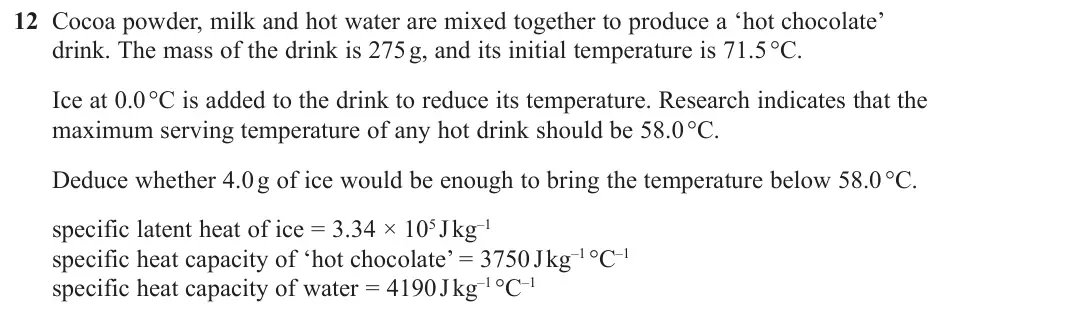 12 Cocoa powder, milk and hot water are mixed together to produce a ‘hot chocolate’
drink. The mass of the drink is 275 g, and its initial temperature is 71.5 °C.
Ice at 0.0 °C is added to the drink to reduce its temperature. Research indicates that the
maximum serving temperature of any hot drink should be 58.0 °C.
Deduce whether 4.0 g of ice would be enough to bring the temperature below 58.0 °C.
specific latent heat of ice = 3.34 × 10⁵ J kg⁻¹
specific heat capacity of ‘hot chocolate’ = 3750 J kg⁻¹ °C⁻¹
specific heat capacity of water = 4190 J kg⁻¹ °C⁻¹